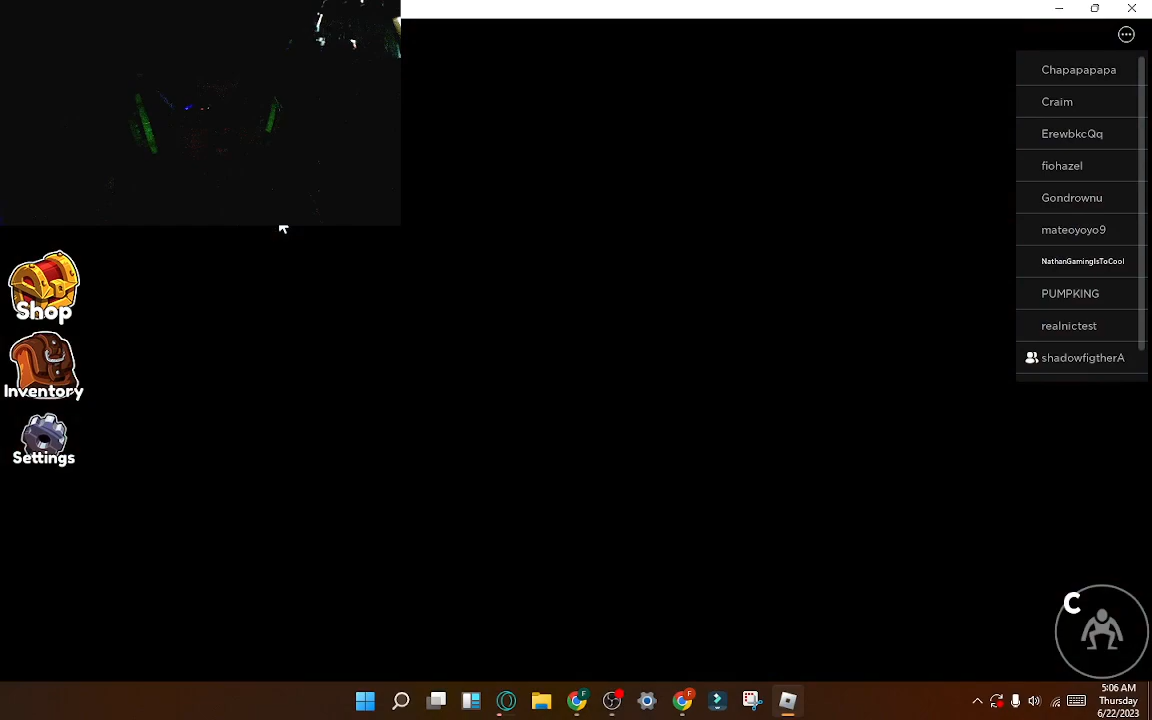 Chapapapapa
Craim
ErewbkcQq
fiohazel
Gondrownu
mateoyoyo9
NathanGamingIsToCool
PUMPKING
realnictest
shadowfigtherA
Shop
Inventory
Settings
C
F
F
5:06 AM
Thursday
6/22/2023